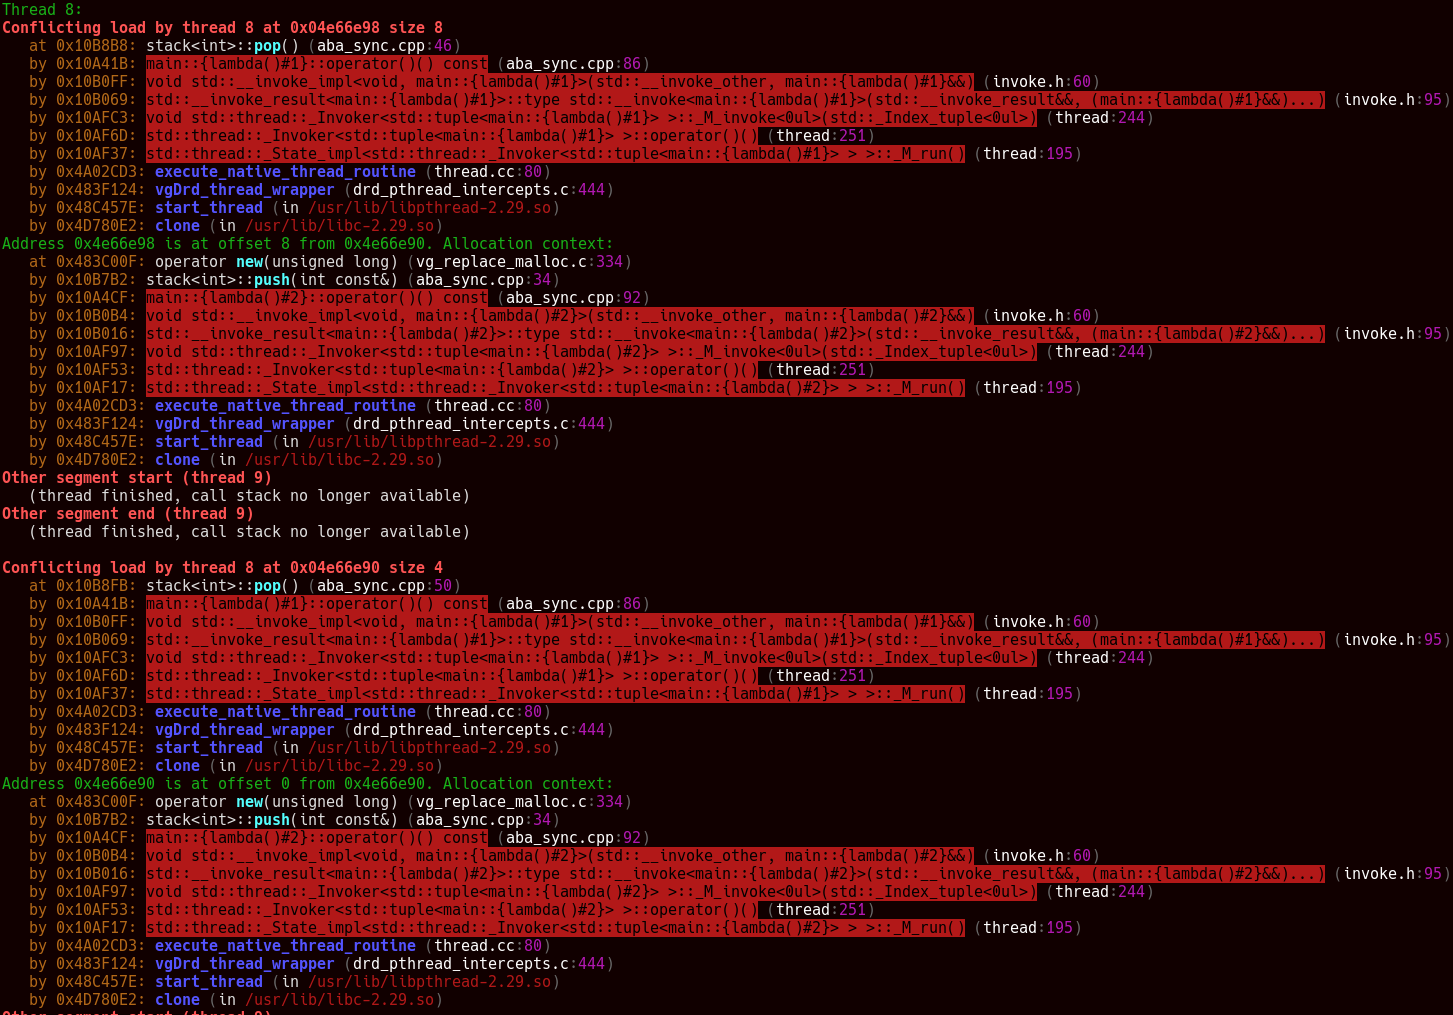 Thread 8:
Conflicting load by thread 8 at 0x04e66e98 size 8
   at 0x10B8B8: stack<int>::pop() (aba_sync.cpp:46)
   by 0x10A41B: main::{lambda()#1}::operator()() const (aba_sync.cpp:86)
   by 0x10B0FF: void std::__invoke_impl<void, main::{lambda()#1}>(std::__invoke_other, main::{lambda()#1}&&) (invoke.h:60)
   by 0x10B069: std::__invoke_result<main::{lambda()#1}>::type std::__invoke<main::{lambda()#1}>(std::__invoke_result&&, (main::{lambda()#1}&&)...) (invoke.h:95)
   by 0x10AFC3: void std::thread::_Invoker<std::tuple<main::{lambda()#1}> >::_M_invoke<0ul>(std::_Index_tuple<0ul>) (thread:244)
   by 0x10AF6D: std::thread::_Invoker<std::tuple<main::{lambda()#1}> >::operator()() (thread:251)
   by 0x10AF37: std::thread::_State_impl<std::thread::_Invoker<std::tuple<main::{lambda()#1}> > >::_M_run() (thread:195)
   by 0x4A02CD3: execute_native_thread_routine (thread.cc:80)
   by 0x483F124: vgDrd_thread_wrapper (drd_pthread_intercepts.c:444)
   by 0x48C457E: start_thread (in /usr/lib/libpthread-2.29.so)
   by 0x4D780E2: clone (in /usr/lib/libc-2.29.so)
Address 0x4e66e98 is at offset 8 from 0x4e66e90. Allocation context:
   at 0x483C00F: operator new(unsigned long) (vg_replace_malloc.c:334)
   by 0x10B7B2: stack<int>::push(int const&) (aba_sync.cpp:34)
   by 0x10A4CF: main::{lambda()#2}::operator()() const (aba_sync.cpp:92)
   by 0x10B0B4: void std::__invoke_impl<void, main::{lambda()#2}>(std::__invoke_other, main::{lambda()#2}&&) (invoke.h:60)
   by 0x10B016: std::__invoke_result<main::{lambda()#2}>::type std::__invoke<main::{lambda()#2}>(std::__invoke_result&&, (main::{lambda()#2}&&)...) (invoke.h:95)
   by 0x10AF97: void std::thread::_Invoker<std::tuple<main::{lambda()#2}> >::_M_invoke<0ul>(std::_Index_tuple<0ul>) (thread:244)
   by 0x10AF53: std::thread::_Invoker<std::tuple<main::{lambda()#2}> >::operator()() (thread:251)
   by 0x10AF17: std::thread::_State_impl<std::thread::_Invoker<std::tuple<main::{lambda()#2}> > >::_M_run() (thread:195)
   by 0x4A02CD3: execute_native_thread_routine (thread.cc:80)
   by 0x483F124: vgDrd_thread_wrapper (drd_pthread_intercepts.c:444)
   by 0x48C457E: start_thread (in /usr/lib/libpthread-2.29.so)
   by 0x4D780E2: clone (in /usr/lib/libc-2.29.so)
Other segment start (thread 9)
   (thread finished, call stack no longer available)
Other segment end (thread 9)
   (thread finished, call stack no longer available)

Conflicting load by thread 8 at 0x04e66e90 size 4
   at 0x10B8FB: stack<int>::pop() (aba_sync.cpp:50)
   by 0x10A41B: main::{lambda()#1}::operator()() const (aba_sync.cpp:86)
   by 0x10B0FF: void std::__invoke_impl<void, main::{lambda()#1}>(std::__invoke_other, main::{lambda()#1}&&) (invoke.h:60)
   by 0x10B069: std::__invoke_result<main::{lambda()#1}>::type std::__invoke<main::{lambda()#1}>(std::__invoke_result&&, (main::{lambda()#1}&&)...) (invoke.h:95)
   by 0x10AFC3: void std::thread::_Invoker<std::tuple<main::{lambda()#1}> >::_M_invoke<0ul>(std::_Index_tuple<0ul>) (thread:244)
   by 0x10AF6D: std::thread::_Invoker<std::tuple<main::{lambda()#1}> >::operator()() (thread:251)
   by 0x10AF37: std::thread::_State_impl<std::thread::_Invoker<std::tuple<main::{lambda()#1}> > >::_M_run() (thread:195)
   by 0x4A02CD3: execute_native_thread_routine (thread.cc:80)
   by 0x483F124: vgDrd_thread_wrapper (drd_pthread_intercepts.c:444)
   by 0x48C457E: start_thread (in /usr/lib/libpthread-2.29.so)
   by 0x4D780E2: clone (in /usr/lib/libc-2.29.so)
Address 0x4e66e90 is at offset 0 from 0x4e66e90. Allocation context:
   at 0x483C00F: operator new(unsigned long) (vg_replace_malloc.c:334)
   by 0x10B7B2: stack<int>::push(int const&) (aba_sync.cpp:34)
   by 0x10A4CF: main::{lambda()#2}::operator()() const (aba_sync.cpp:92)
   by 0x10B0B4: void std::__invoke_impl<void, main::{lambda()#2}>(std::__invoke_other, main::{lambda()#2}&&) (invoke.h:60)
   by 0x10B016: std::__invoke_result<main::{lambda()#2}>::type std::__invoke<main::{lambda()#2}>(std::__invoke_result&&, (main::{lambda()#2}&&)...) (invoke.h:95)
   by 0x10AF97: void std::thread::_Invoker<std::tuple<main::{lambda()#2}> >::_M_invoke<0ul>(std::_Index_tuple<0ul>) (thread:244)
   by 0x10AF53: std::thread::_Invoker<std::tuple<main::{lambda()#2}> >::operator()() (thread:251)
   by 0x10AF17: std::thread::_State_impl<std::thread::_Invoker<std::tuple<main::{lambda()#2}> > >::_M_run() (thread:195)
   by 0x4A02CD3: execute_native_thread_routine (thread.cc:80)
   by 0x483F124: vgDrd_thread_wrapper (drd_pthread_intercepts.c:444)
   by 0x48C457E: start_thread (in /usr/lib/libpthread-2.29.so)
   by 0x4D780E2: clone (in /usr/lib/libc-2.29.so)